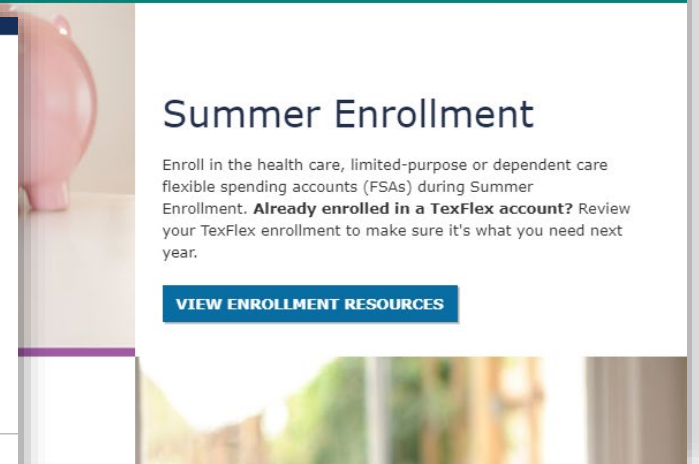 Summer Enrollment
Enroll in the health care, limited-purpose or dependent care
flexible spending accounts (FSAs) during Summer
Enrollment. Already enrolled in a TexFlex account? Review
your TexFlex enrollment to make sure it's what you need next
year.
VIEW ENROLLMENT RESOURCES